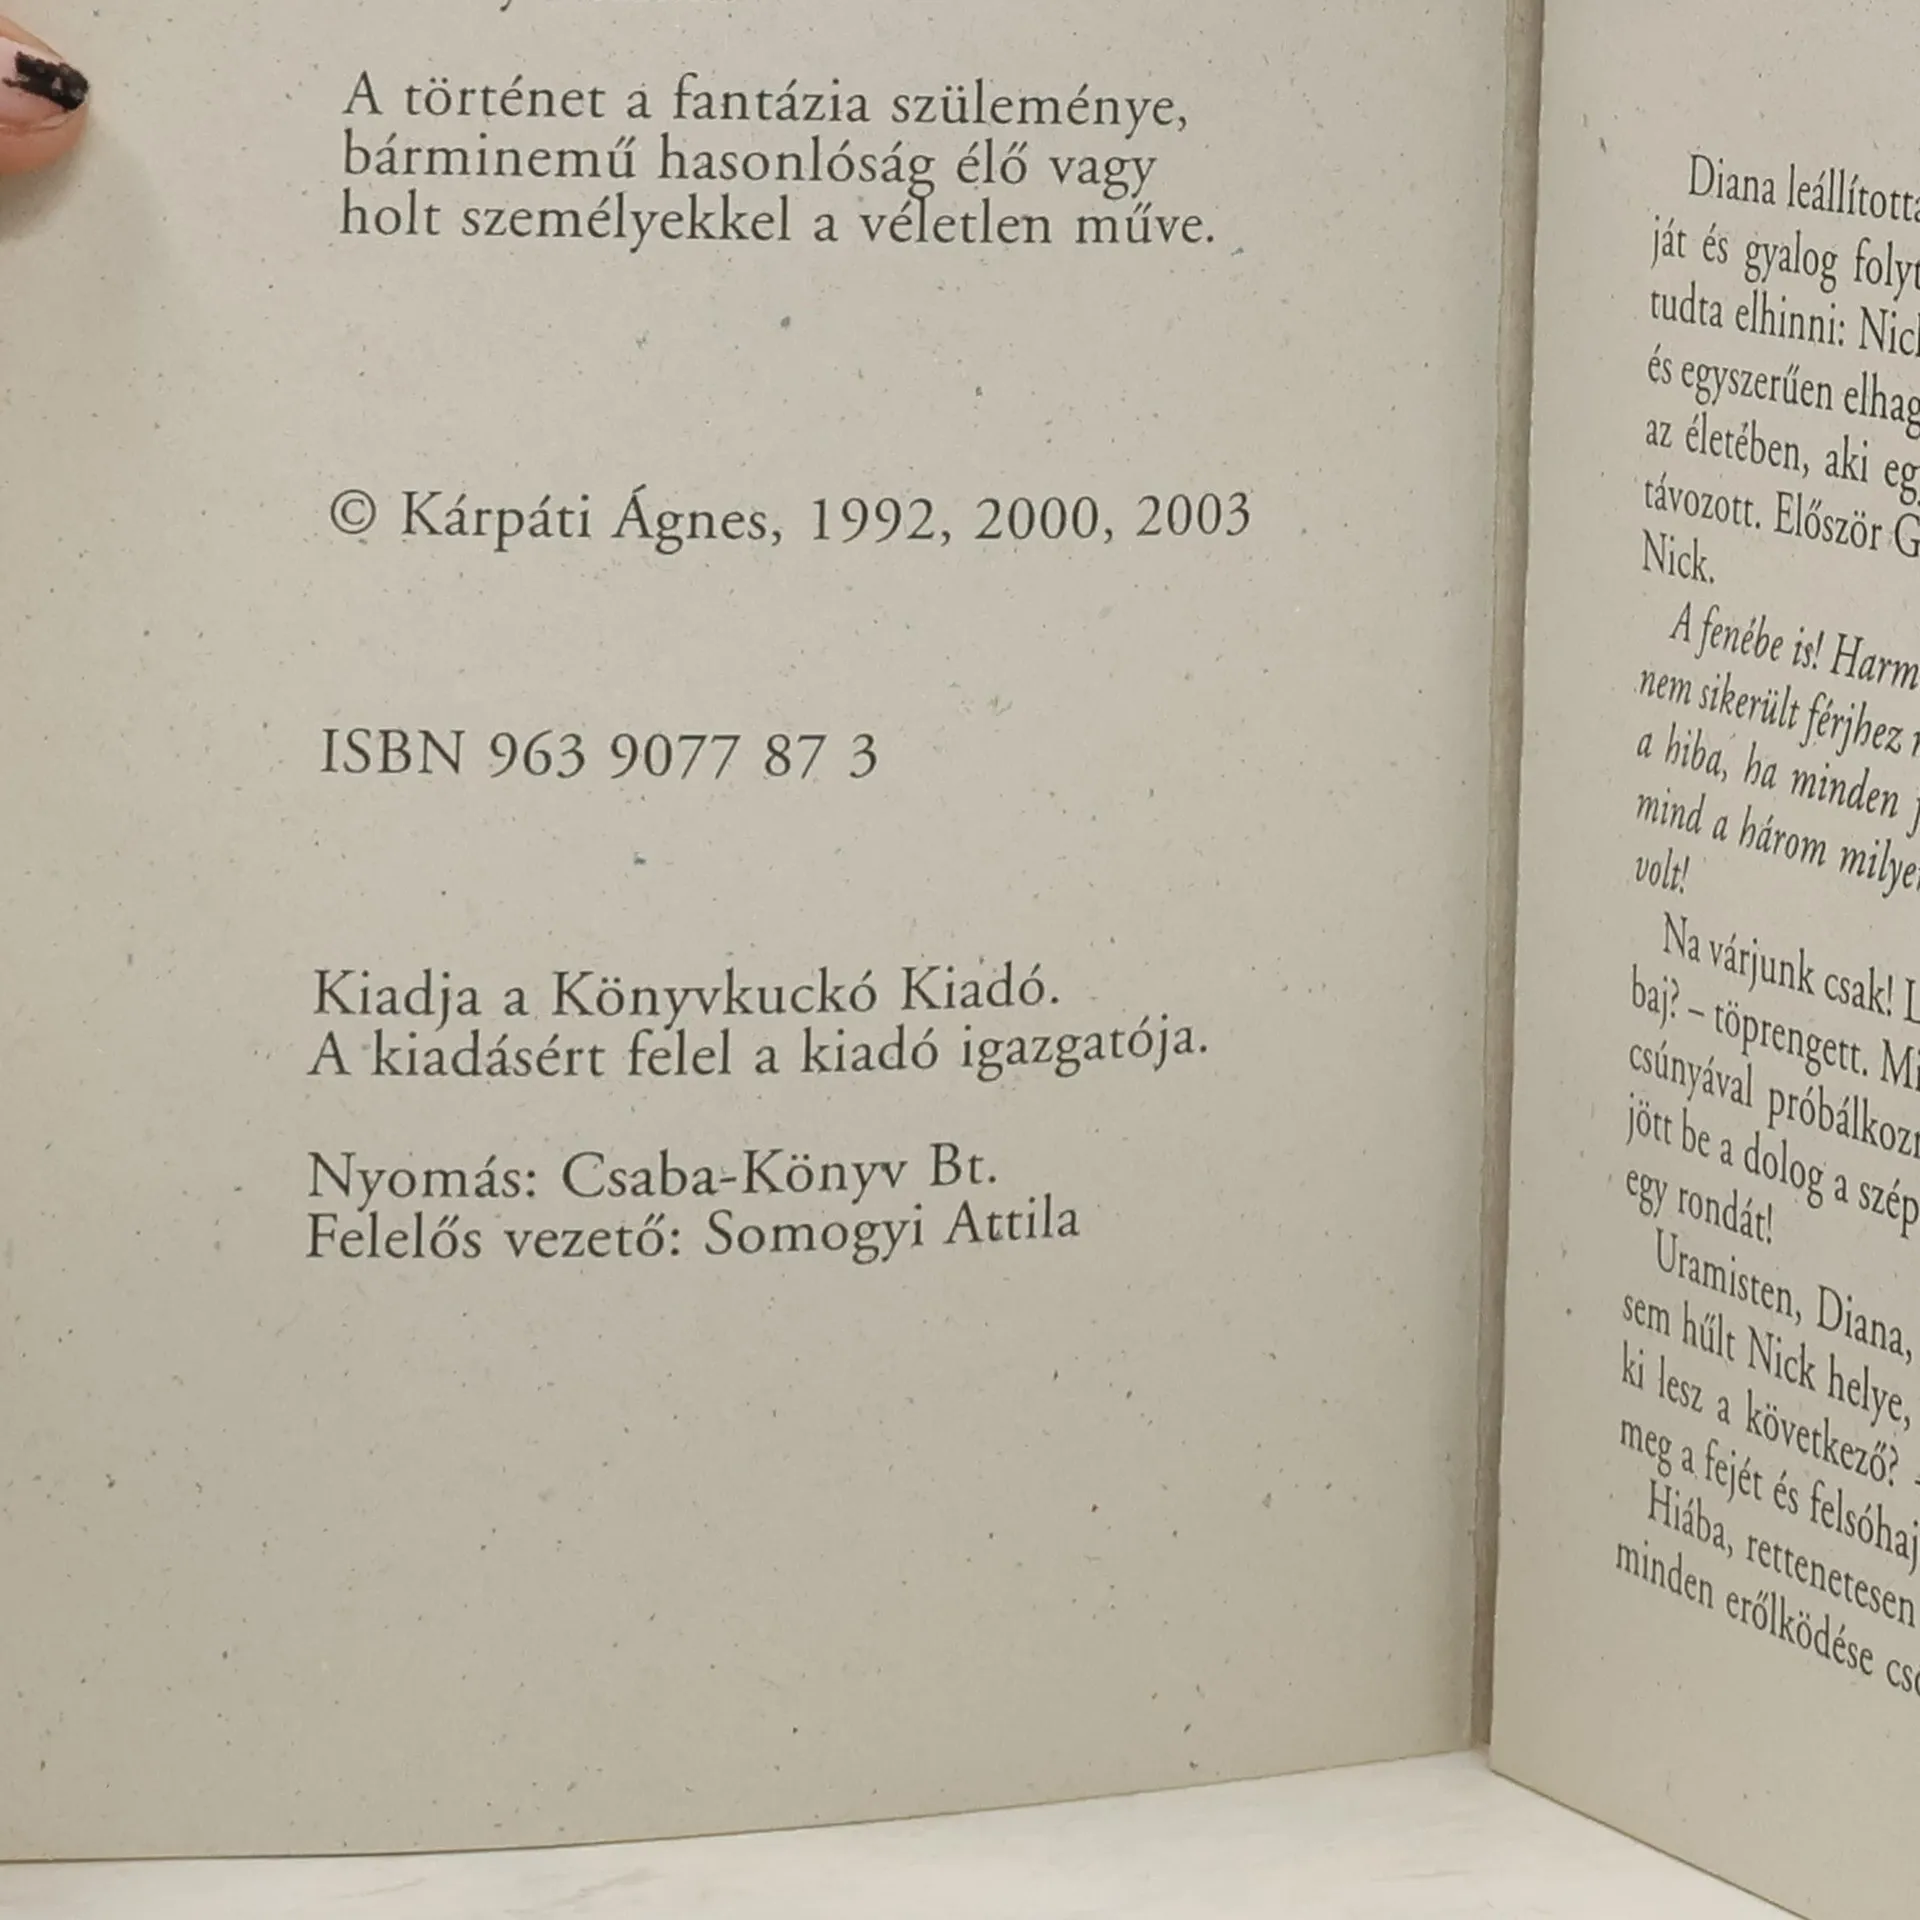 A történet a fantázia szüleménye,
bárminemű hasonlóság élő vagy
holt személyekkel a véletlen műve.
© Kárpáti Ágnes, 1992, 2000, 2003
ISBN 963 9077 87 3
Kiadja a Könyvkuckó Kiadó.
A kiadásért felel a kiadó igazgatója.
Nyomás: Csaba-Könyv Bt.
Felelős vezető: Somogyi Attila
Diana leállította
ját és gyalog folyt
tudta elhinni: Nick
és egyszerűen elhag
az életében, aki eg
távozott. Először G
Nick.
A fenébe is! Harm
nem sikerült férjhez
a hiba, ha minden
mind a három milye
volt!
Na várjunk csak! L
baj? – töprengett. Mi
csúnyával próbálkoz
jött be a dolog a szép
egy rondát!
Uramisten, Diana,
sem hűlt Nick helye,
ki lesz a következő? –
meg a fejét és felsóhaj
Hiába, rettenetesen
minden erőlködése cső